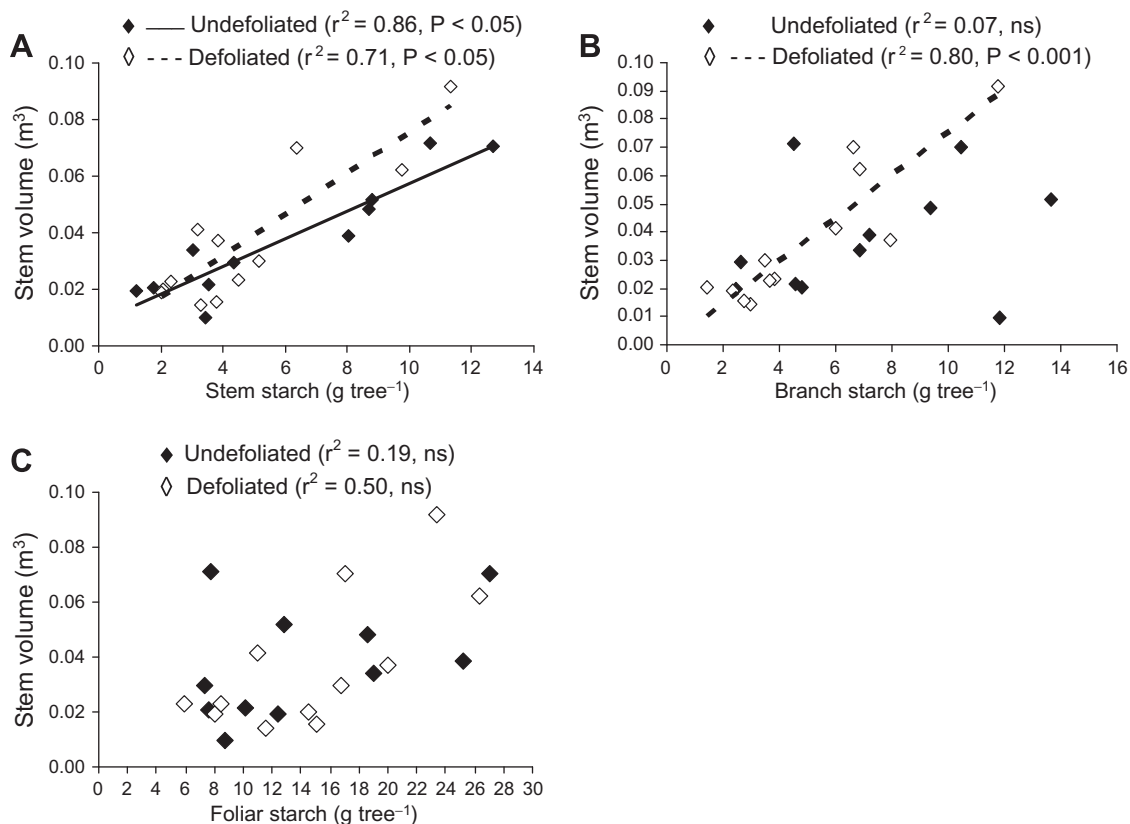 A
Undefoliated (r² = 0.86, P < 0.05)
Defoliated (r² = 0.71, P < 0.05)
0.10
0.08
0.06
0.04
0.02
0.00
Stem volume (m³)
0 2 4 6 8 10 12 14
Stem starch (g tree⁻¹)
B
Undefoliated (r² = 0.07, ns)
Defoliated (r² = 0.80, P < 0.001)
0.10
0.09
0.08
0.07
0.06
0.05
0.04
0.03
0.02
0.01
0.00
Stem volume (m³)
0 2 4 6 8 10 12 14 16
Branch starch (g tree⁻¹)
C
Undefoliated (r² = 0.19, ns)
Defoliated (r² = 0.50, ns)
0.10
0.08
0.06
0.04
0.02
0.00
Stem volume (m³)
0 2 4 6 8 10 12 14 16 18 20 22 24 26 28 30
Foliar starch (g tree⁻¹)